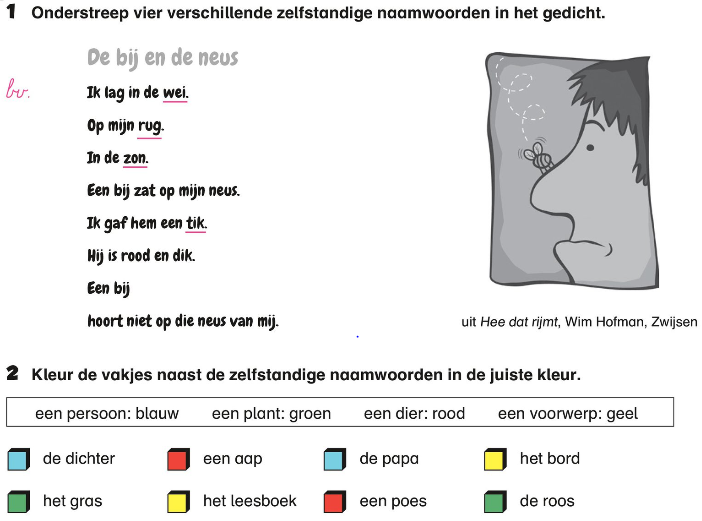 1 Onderstreep vier verschillende zelfstandige naamwoorden in het gedicht.
De bij en de neus
bv.
Ik lag in de wei.
Op mijn rug.
In de zon.
Een bij zat op mijn neus.
Ik gaf hem een tik.
Hij is rood en dik.
Een bij
hoort niet op die neus van mij.
uit Hee dat rijmt, Wim Hofman, Zwijsen
2 Kleur de vakjes naast de zelfstandige naamwoorden in de juiste kleur.
een persoon: blauw een plant: groen een dier: rood een voorwerp: geel
de dichter een aap de papa het bord
het gras het leesboek een poes de roos